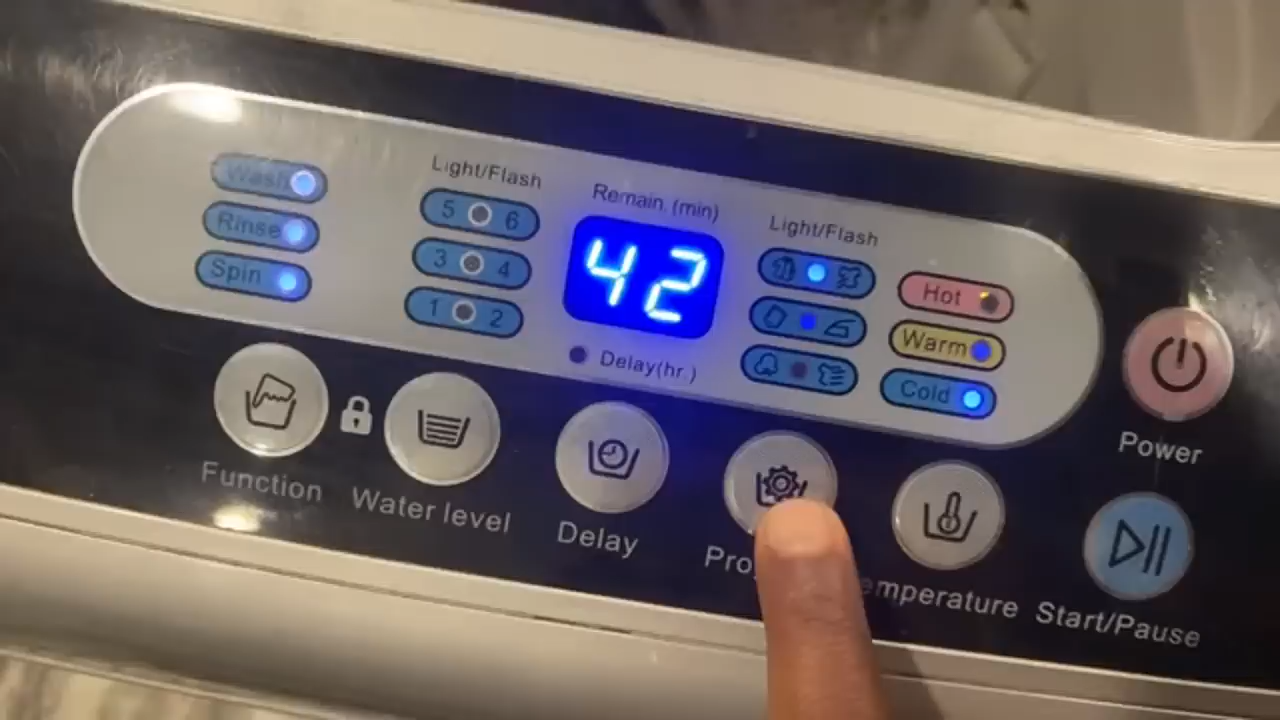 Wash
Rinse
Spin
Light/Flash
5 6
3 4
1 2
Remain. (min)
42
Delay(hr.)
Light/Flash
Hot
Warm
Cold
Function
Water level
Delay
Temperature
Start/Pause
Power